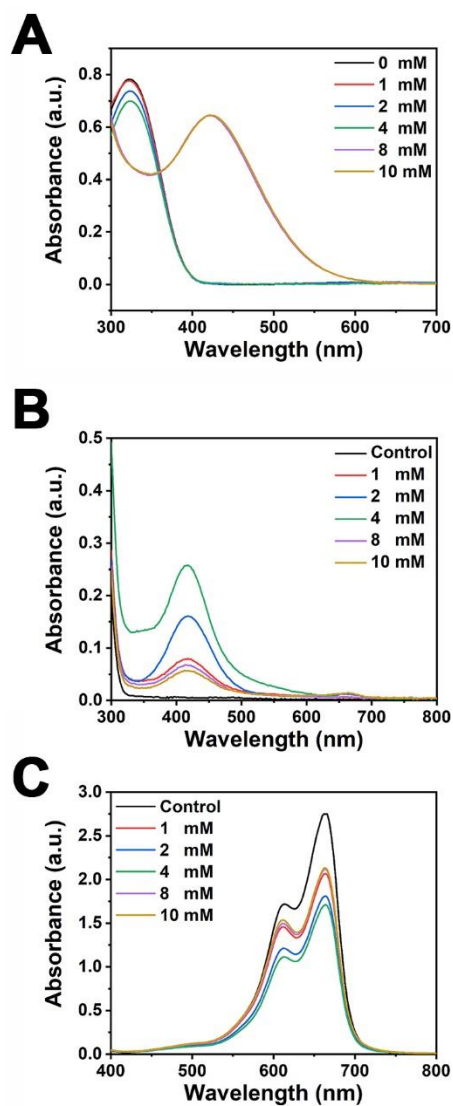 A
Absorbance (a.u.)
0.8
0.6
0.4
0.2
0.0
0 mM
1 mM
2 mM
4 mM
8 mM
10 mM
300 400 500 600 700
Wavelength (nm)
B
Absorbance (a.u.)
0.5
0.4
0.3
0.2
0.1
0.0
Control
1 mM
2 mM
4 mM
8 mM
10 mM
300 400 500 600 700 800
Wavelength (nm)
C
Absorbance (a.u.)
3.0
2.5
2.0
1.5
1.0
0.5
0.0
Control
1 mM
2 mM
4 mM
8 mM
10 mM
400 500 600 700 800
Wavelength (nm)